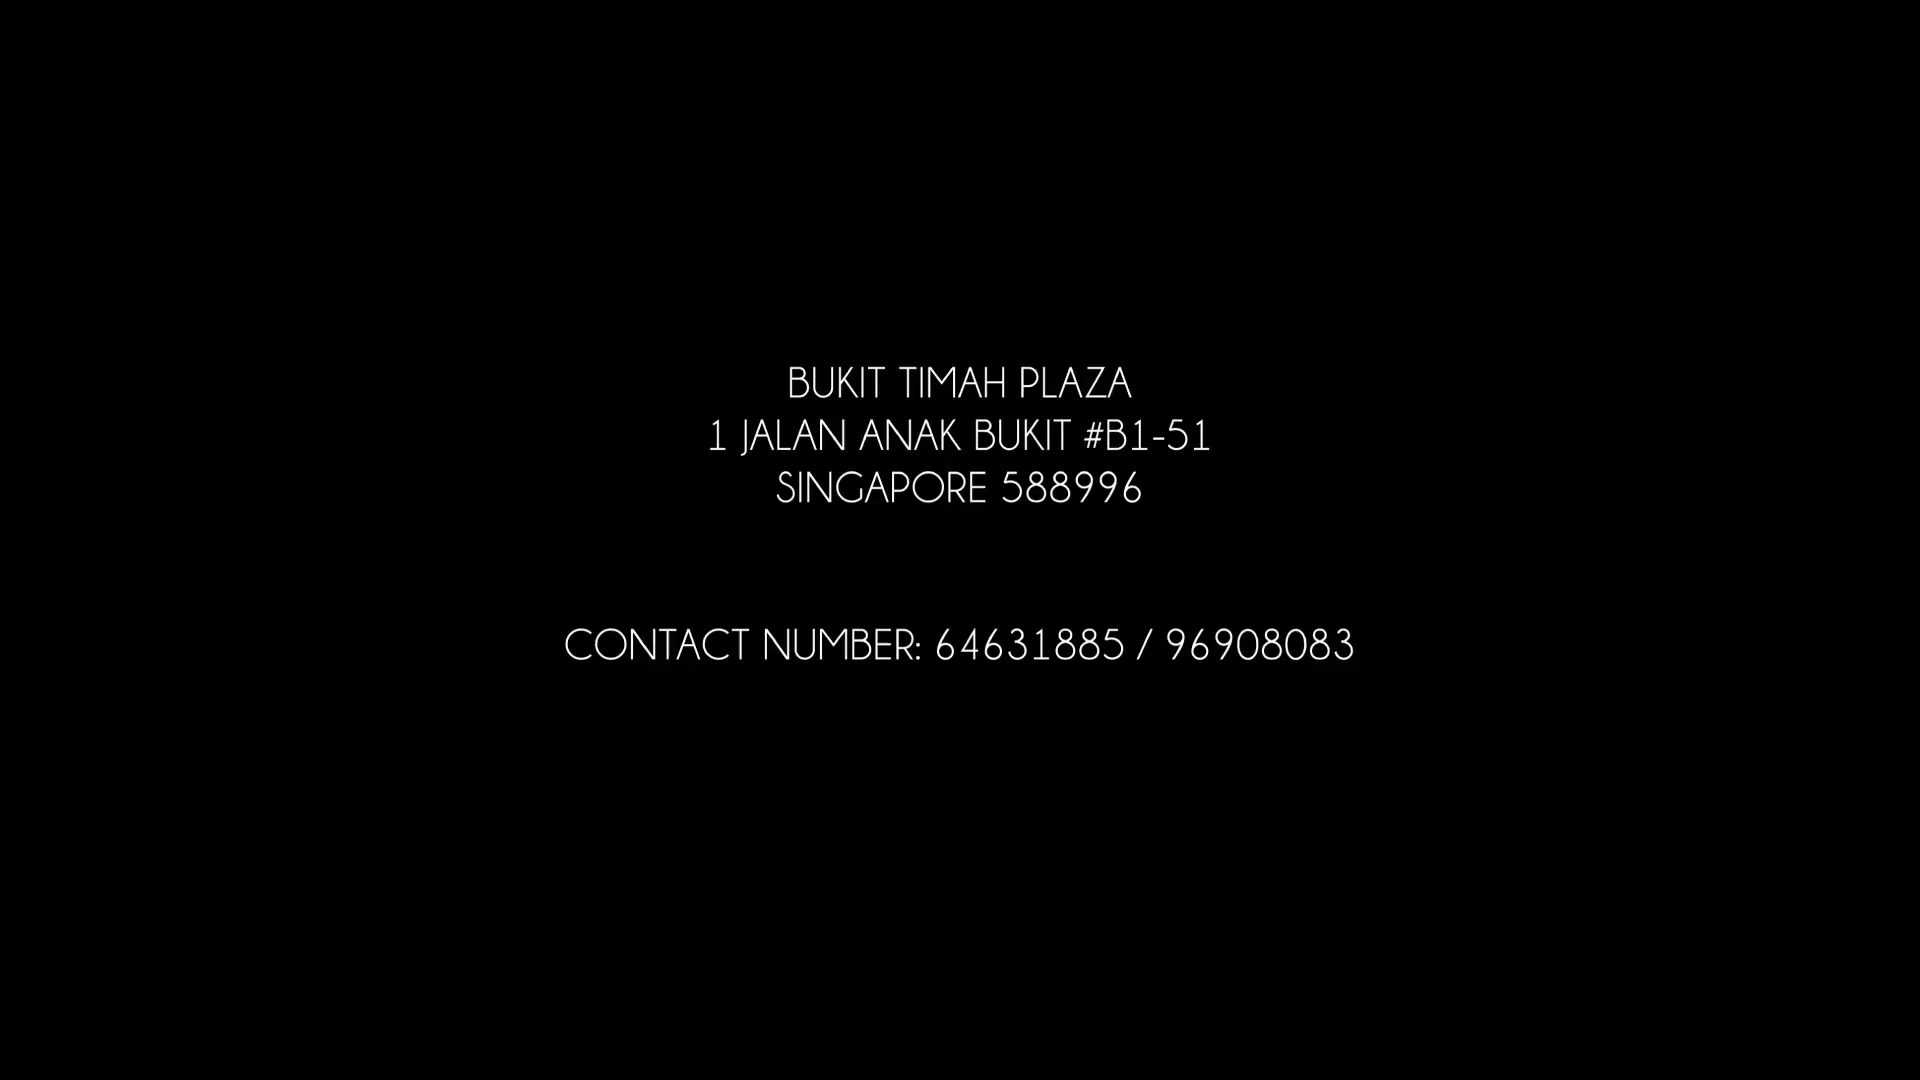 BUKIT TIMAH PLAZA
1 JALAN ANAK BUKIT #B1-51
SINGAPORE 588996
CONTACT NUMBER: 64631885 / 96908083